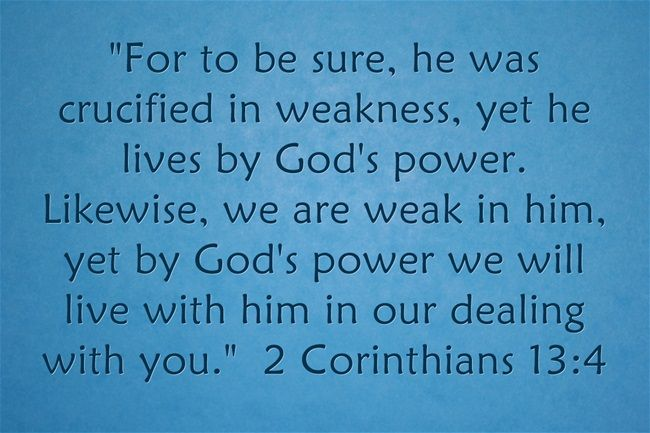 "For to be sure, he was
crucified in weakness, yet he
lives by God's power.
Likewise, we are weak in him,
yet by God's power we will
live with him in our dealing
with you."  2 Corinthians 13:4